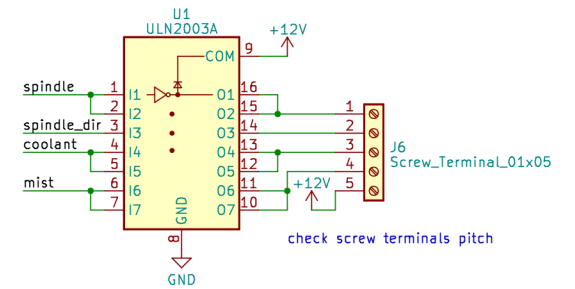 U1
ULN2003A
+12V
COM 9
spindle 1 I1 O1 16
2 I2 O2 15 1
spindle_dir 3 I3 O3 14 2
coolant 4 I4 O4 13 3 J6
5 I5 O5 12 4 Screw_Terminal_01x05
mist 6 I6 O6 11 +12V 5
7 I7 O7 10
GND
8
check screw terminals pitch
GND